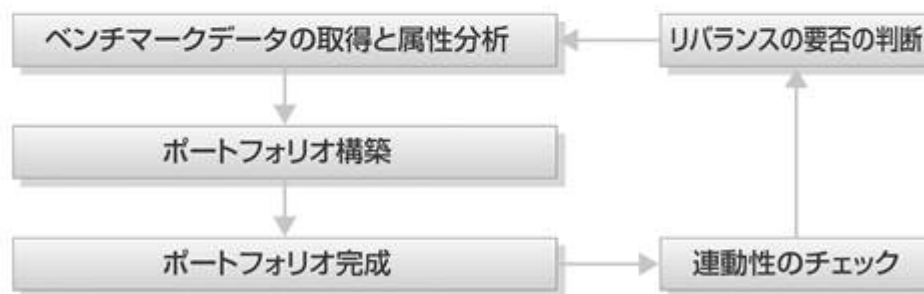 ベンチマークデータの取得と属性分析
リバランスの要否の判断
ポートフォリオ構築
ポートフォリオ完成
連動性のチェック